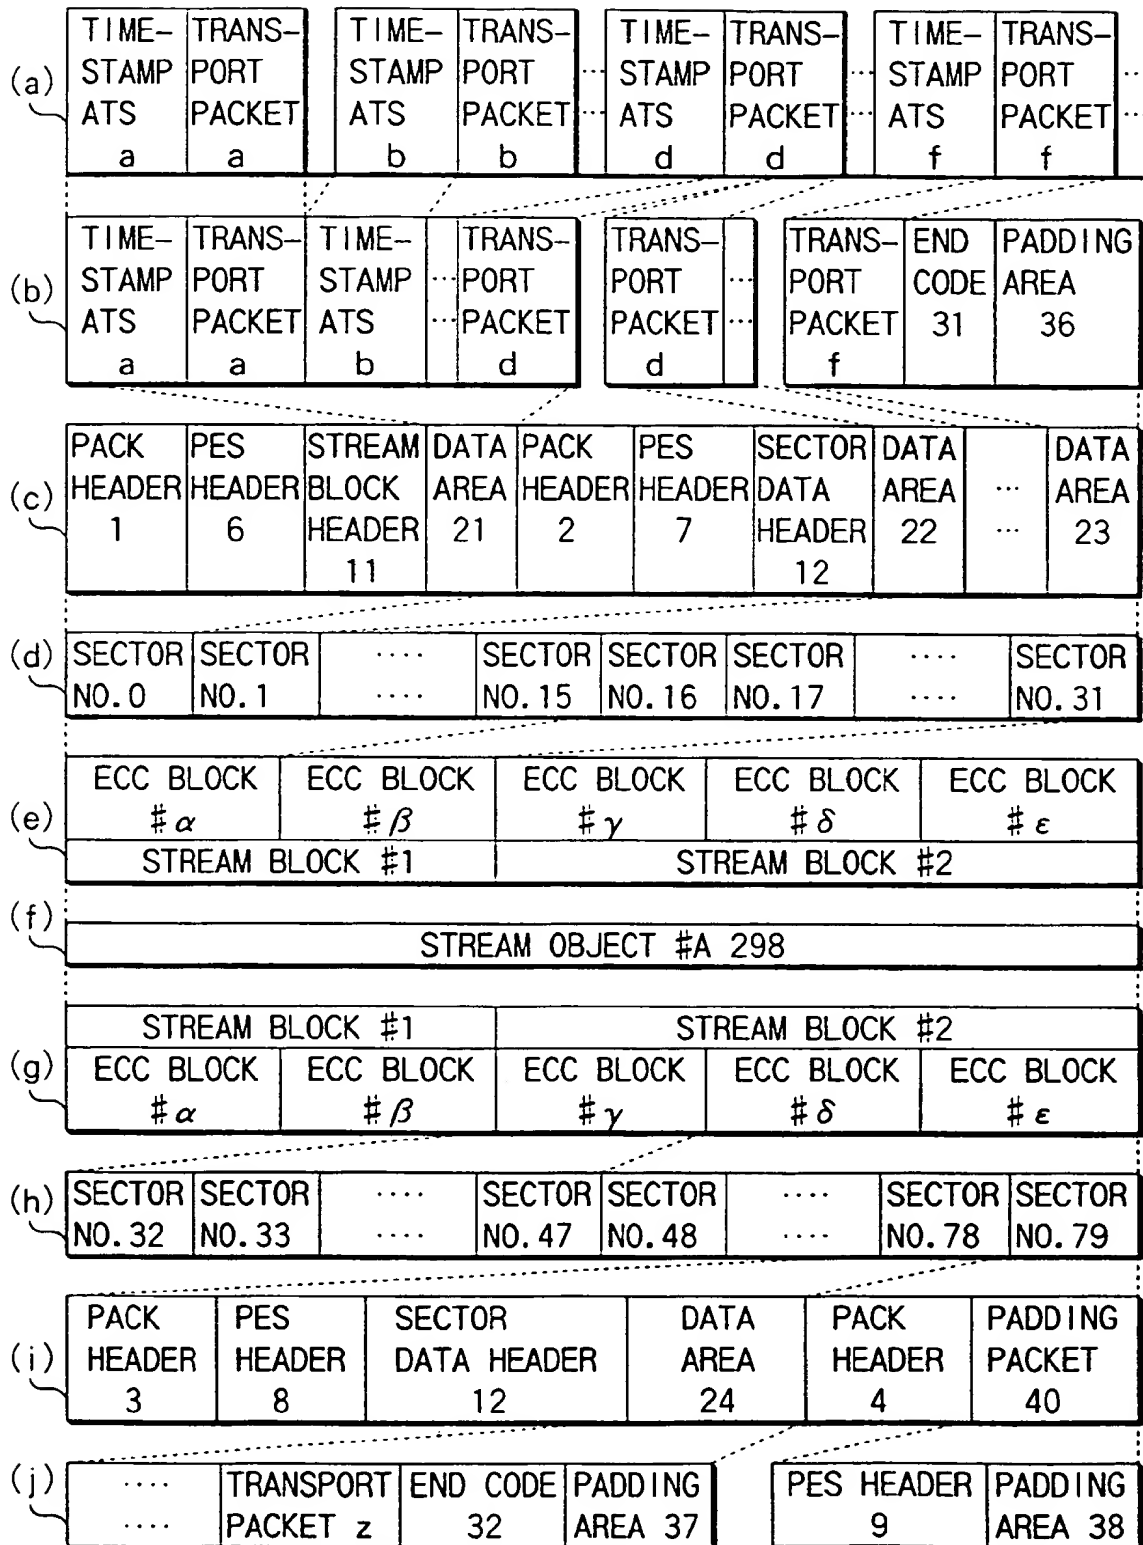 (a)
TIME-STAMP ATS a
TRANS-PORT PACKET a
TIME-STAMP ATS b
TRANS-PORT PACKET b
...
...
TIME-STAMP ATS d
TRANS-PORT PACKET d
...
...
TIME-STAMP ATS f
TRANS-PORT PACKET f
...
...
(b)
TIME-STAMP ATS a
TRANS-PORT PACKET a
TIME-STAMP ATS b
...
...
TRANS-PORT PACKET d
TRANS-PORT PACKET d
...
...
TRANS-PORT PACKET f
END CODE 31
PADDING AREA 36
(c)
PACK HEADER 1
PES HEADER 6
STREAM BLOCK HEADER 11
DATA AREA 21
PACK HEADER 2
PES HEADER 7
SECTOR DATA HEADER 12
DATA AREA 22
...
...
DATA AREA 23
(d)
SECTOR NO.0
SECTOR NO.1
....
....
SECTOR NO.15
SECTOR NO.16
SECTOR NO.17
....
....
SECTOR NO.31
(e)
ECC BLOCK #α
ECC BLOCK #β
ECC BLOCK #γ
ECC BLOCK #δ
ECC BLOCK #ε
STREAM BLOCK #1
STREAM BLOCK #2
(f)
STREAM OBJECT #A 298
STREAM BLOCK #1
STREAM BLOCK #2
(g)
ECC BLOCK #α
ECC BLOCK #β
ECC BLOCK #γ
ECC BLOCK #δ
ECC BLOCK #ε
(h)
SECTOR NO.32
SECTOR NO.33
....
....
SECTOR NO.47
SECTOR NO.48
....
....
SECTOR NO.78
SECTOR NO.79
(i)
PACK HEADER 3
PES HEADER 8
SECTOR DATA HEADER 12
DATA AREA 24
PACK HEADER 4
PADDING PACKET 40
(j)
....
....
TRANSPORT PACKET z
END CODE 32
PADDING AREA 37
PES HEADER 9
PADDING AREA 38